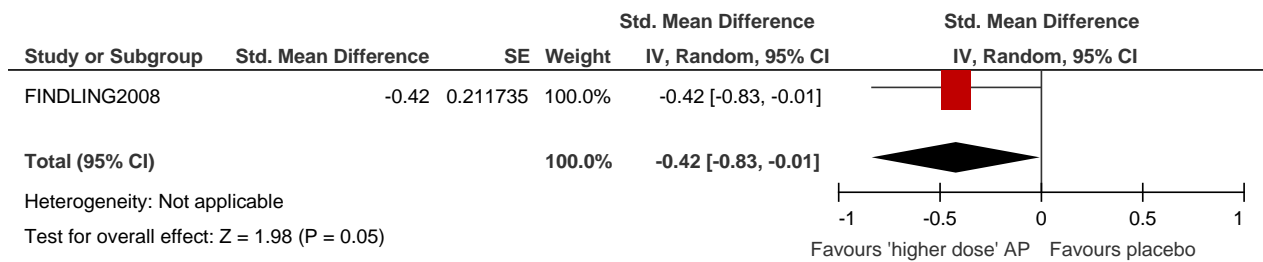 Std. Mean Difference Std. Mean Difference
Study or Subgroup Std. Mean Difference SE Weight IV, Random, 95% CI IV, Random, 95% CI
FINDLING2008 -0.42 0.211735 100.0% -0.42 [-0.83, -0.01]
Total (95% CI) 100.0% -0.42 [-0.83, -0.01]
Heterogeneity: Not applicable
Test for overall effect: Z = 1.98 (P = 0.05)
-1 -0.5 0 0.5 1
Favours 'higher dose' AP Favours placebo